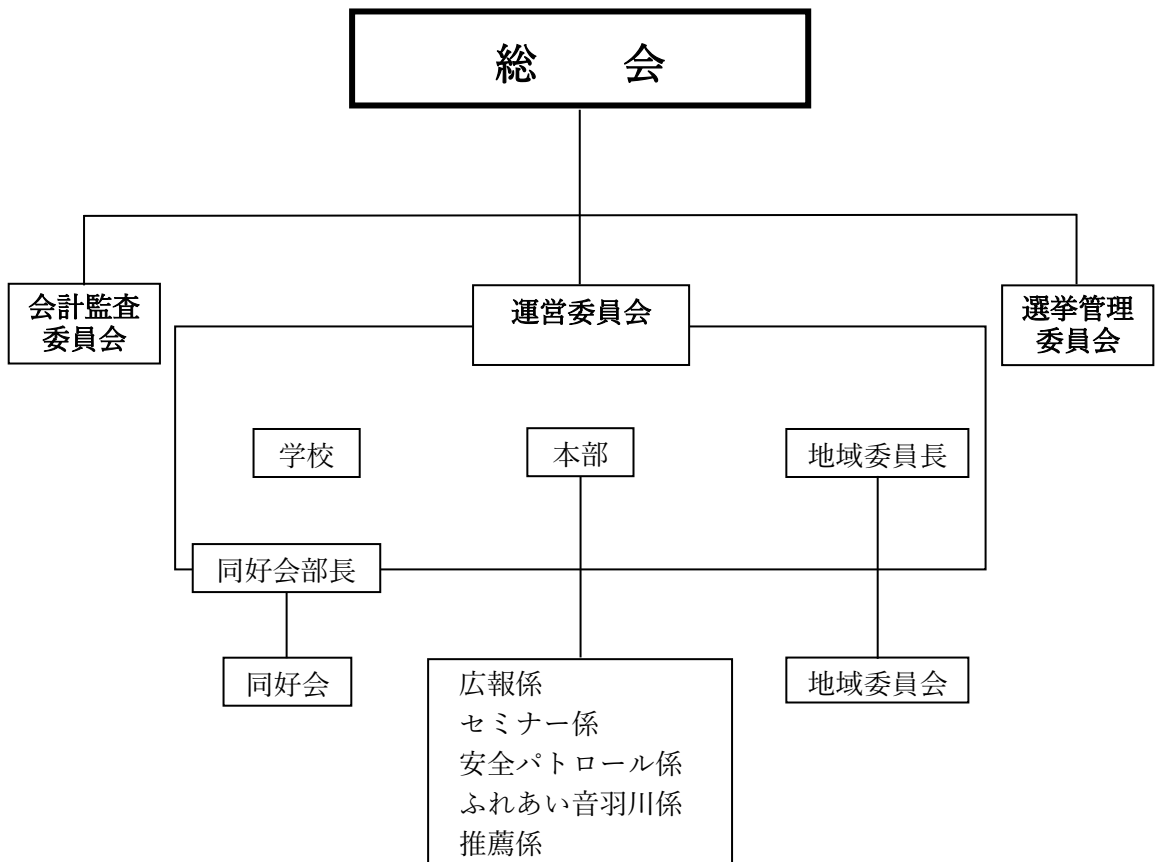 総　会
会計監査
委員会
運営委員会
選挙管理
委員会
学校
本部
地域委員長
同好会部長
同好会
広報係
セミナー係
安全パトロール係
ふれあい音羽川係
推薦係
地域委員会